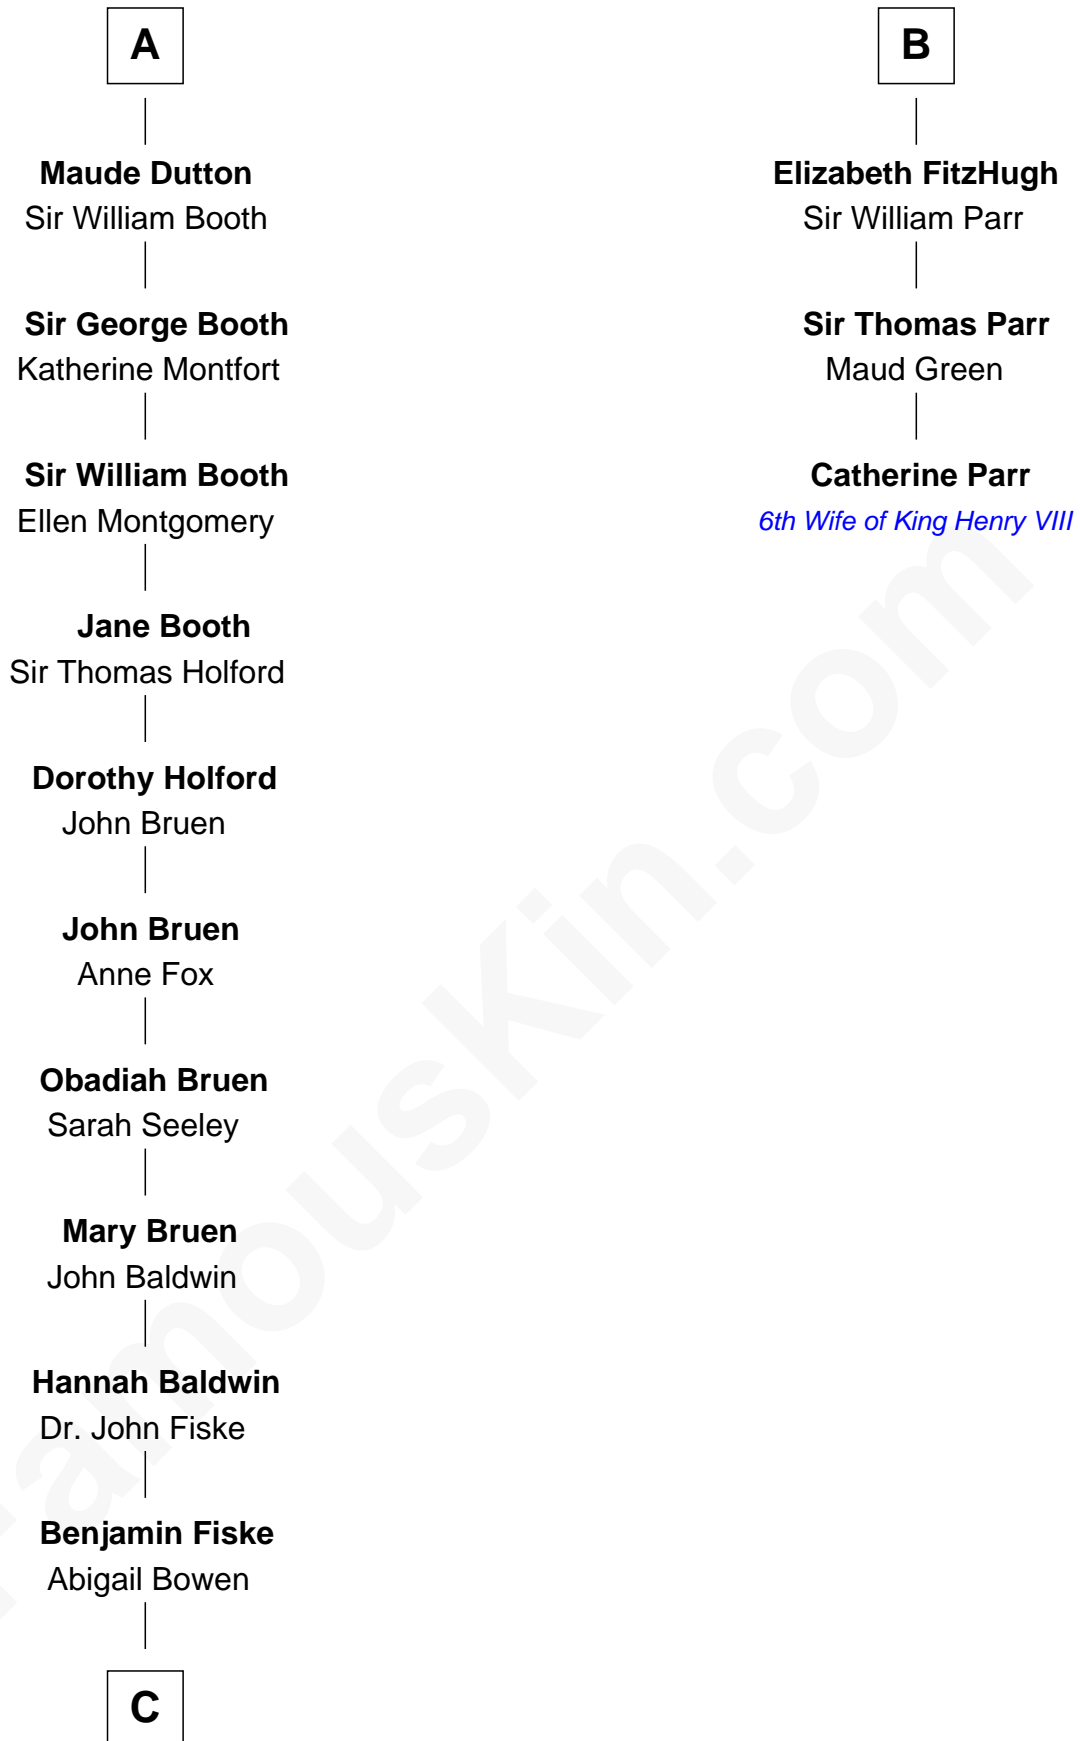 A
Maude Dutton
Sir William Booth
Sir George Booth
Katherine Montfort
Sir William Booth
Ellen Montgomery
Jane Booth
Sir Thomas Holford
Dorothy Holford
John Bruen
John Bruen
Anne Fox
Obadiah Bruen
Sarah Seeley
Mary Bruen
John Baldwin
Hannah Baldwin
Dr. John Fiske
Benjamin Fiske
Abigail Bowen
C
B
Elizabeth FitzHugh
Sir William Parr
Sir Thomas Parr
Maud Green
Catherine Parr
6th Wife of King Henry VIII
FamousKin.com